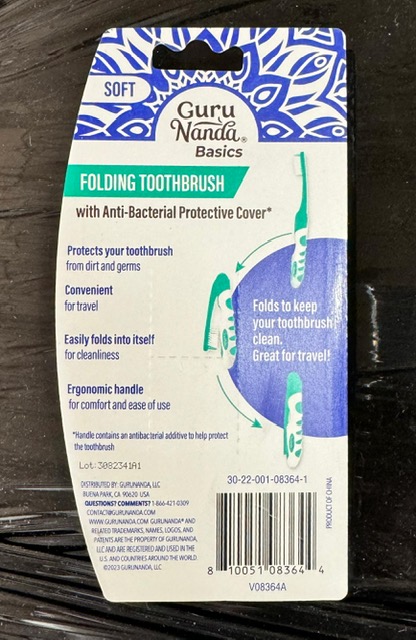 SOFT
Guru
Nanda®
Basics
FOLDING TOOTHBRUSH
with Anti-Bacterial Protective Cover*
Protects your toothbrush
from dirt and germs
Convenient
for travel
Easily folds into itself
for cleanliness
Ergonomic handle
for comfort and ease of use
Folds to keep
your toothbrush
clean.
Great for travel!
*Handle contains an antibacterial additive to help protect
the toothbrush
Lot:3082341A1
DISTRIBUTED BY: GURUNANDA, LLC
BUENA PARK, CA 90620 USA
QUESTIONS? COMMENTS? 1-866-421-0309
CONTACT@GURUNANDA.COM
WWW.GURUNANDA.COM GURUNANDA® AND
RELATED TRADEMARKS, NAMES, LOGOS, AND
PATENTS ARE THE PROPERTY OF GURUNANDA,
LLC AND ARE REGISTERED AND USED IN THE
U.S. AND COUNTRIES AROUND THE WORLD.
©2023 GURUNANDA, LLC
30-22-001-08364-1
8 10051 08364 4
V08364A
PRODUCT OF CHINA